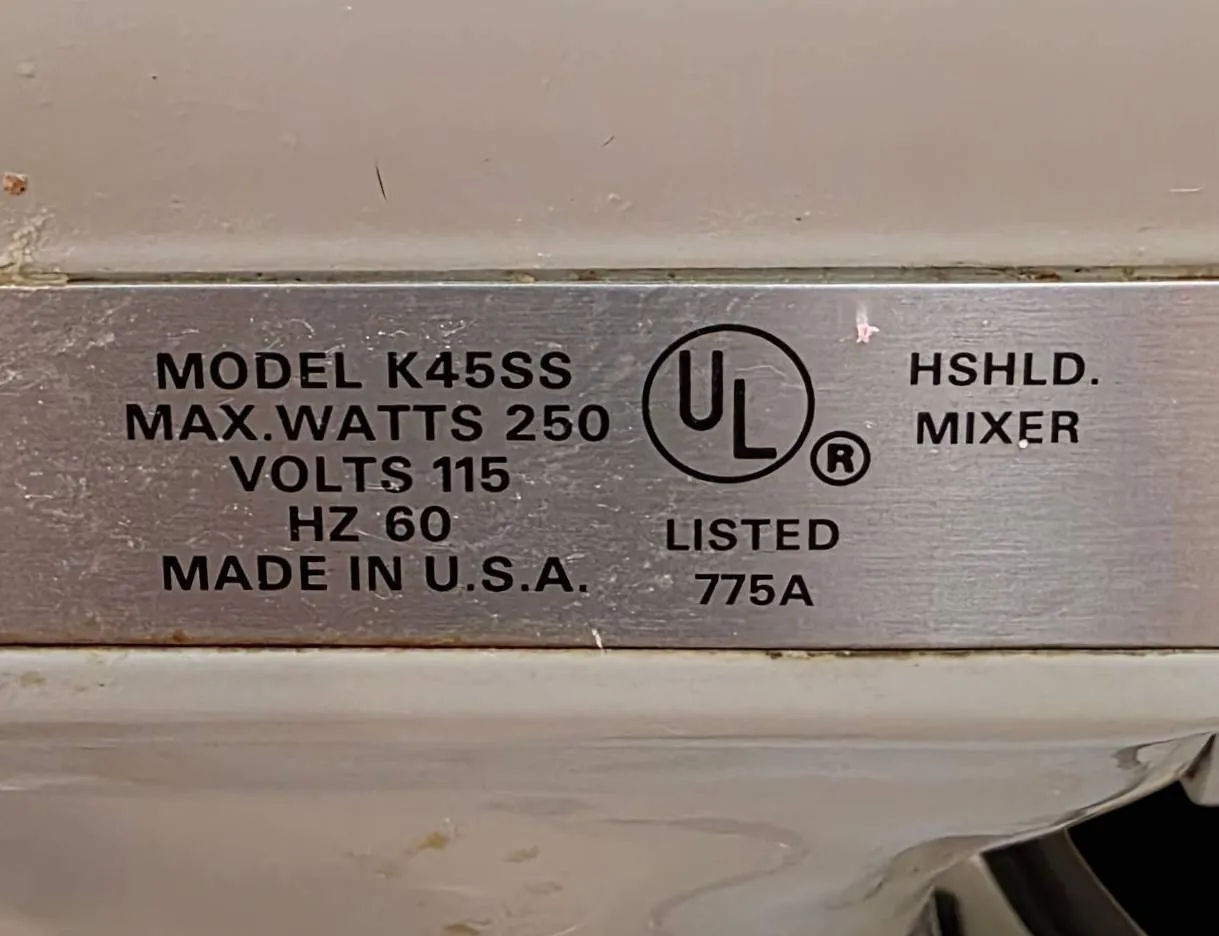 MODEL K45SS
MAX.WATTS 250
VOLTS 115
HZ 60
MADE IN U.S.A.
UL
®
LISTED
775A
HSHLD.
MIXER